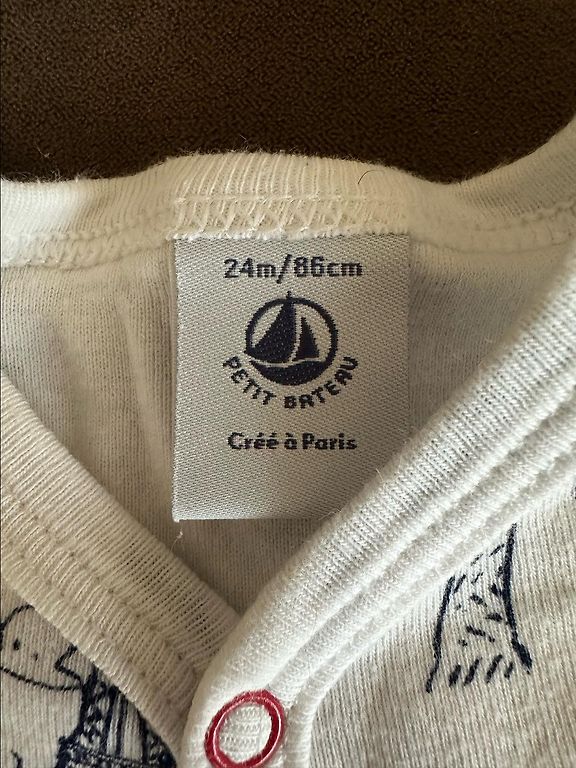 24m/86cm
PETIT BATEAU
Créé à Paris